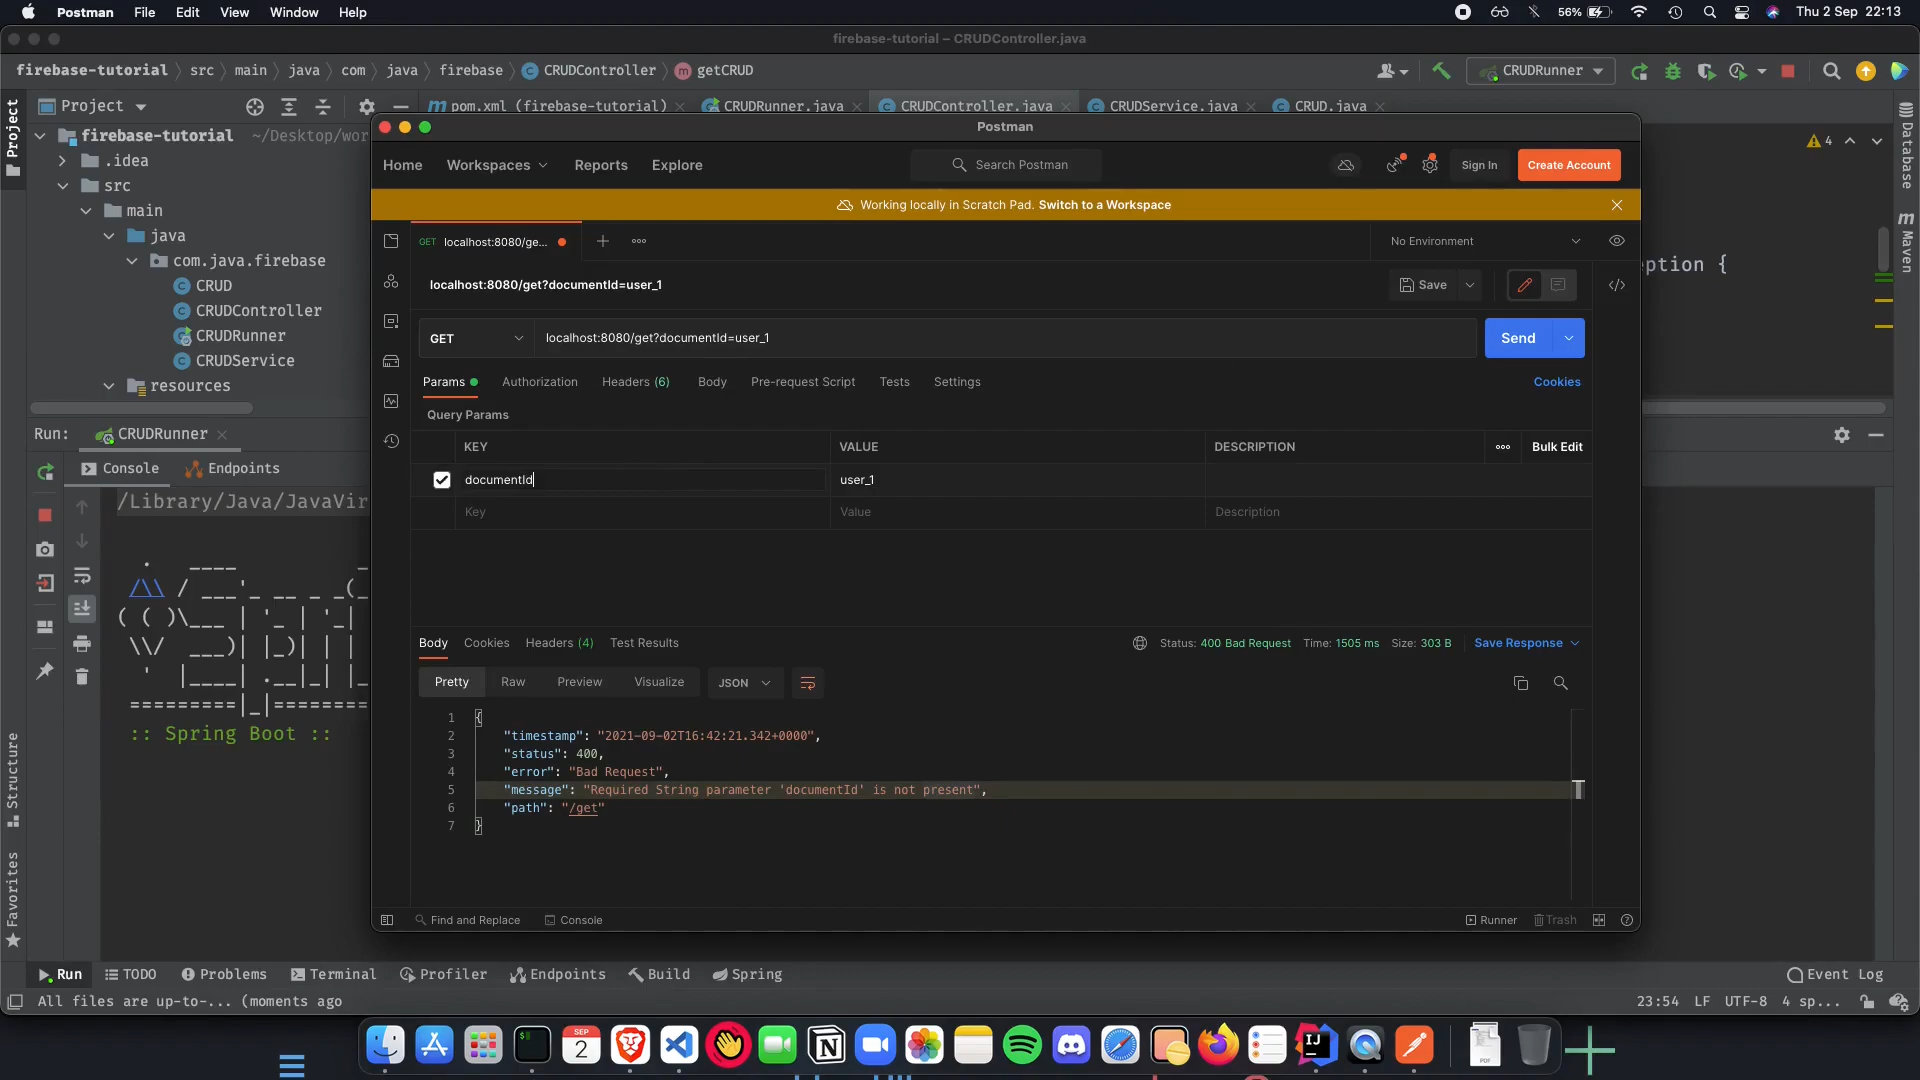 Postman File Edit View Window Help 56% Thu 2 Sep 22:13
firebase-tutorial – CRUDController.java
firebase-tutorial src main java com java firebase CRUDController getCRUD CRUDRunner
Project pom.xml (firebase-tutorial) CRUDRunner.java CRUDController.java CRUDService.java CRUD.java
Project
firebase-tutorial ~/Desktop/wor
.idea
src
main
java
com.java.firebase
CRUD
CRUDController
CRUDRunner
CRUDService
resources
4
Database
Maven
ption {
Postman
Home Workspaces Reports Explore Search Postman Sign In Create Account
Working locally in Scratch Pad. Switch to a Workspace
GET localhost:8080/ge... No Environment
localhost:8080/get?documentId=user_1 Save
GET localhost:8080/get?documentId=user_1 Send
Params Authorization Headers (6) Body Pre-request Script Tests Settings Cookies
Query Params
KEY VALUE DESCRIPTION Bulk Edit
documentId user_1
Key Value Description
Body Cookies Headers (4) Test Results Status: 400 Bad Request Time: 1505 ms Size: 303 B Save Response
Pretty Raw Preview Visualize JSON
1 {
2 "timestamp": "2021-09-02T16:42:21.342+0000",
3 "status": 400,
4 "error": "Bad Request",
5 "message": "Required String parameter 'documentId' is not present",
6 "path": "/get"
7 }
Find and Replace Console Runner Trash
Run: CRUDRunner
Console Endpoints
/Library/Java/JavaVir
:: Spring Boot ::
Structure
Favorites
Run TODO Problems Terminal Profiler Endpoints Build Spring Event Log
All files are up-to-... (moments ago 23:54 LF UTF-8 4 sp...
SEP
2
IJ
PDF